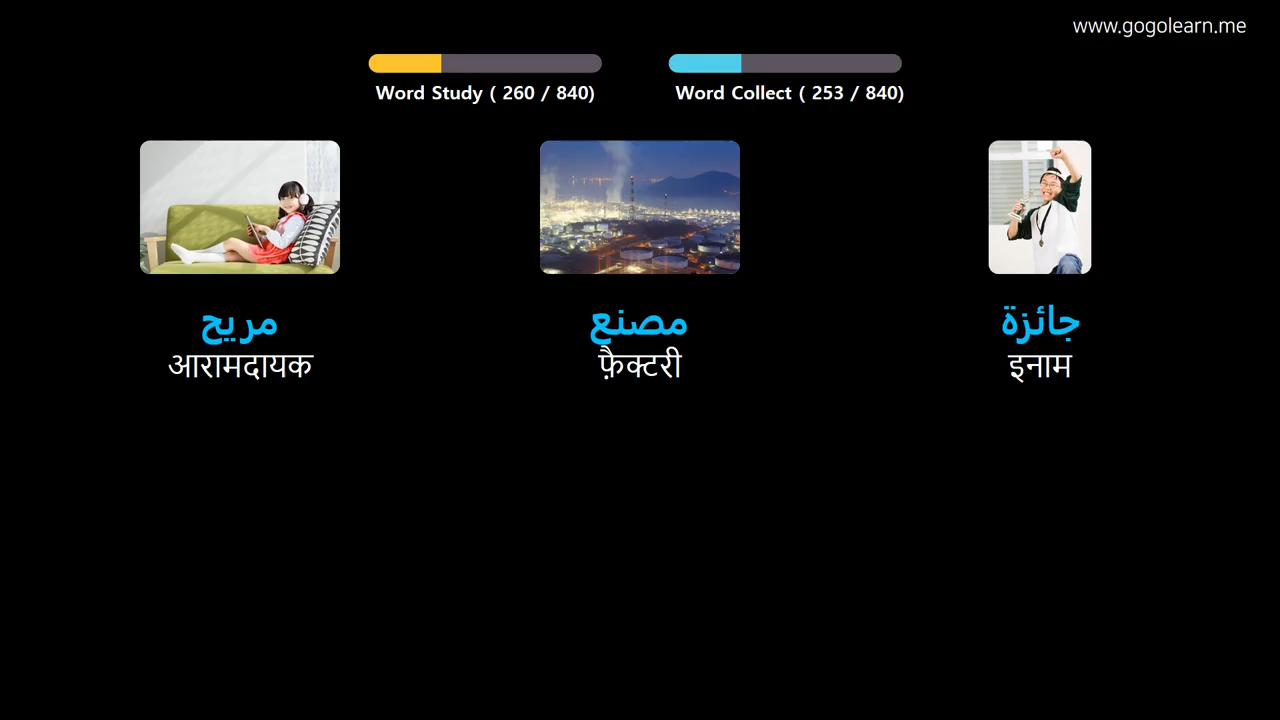 www.gogolearn.me
Word Study ( 260 / 840)
Word Collect ( 253 / 840)
مريح
आरामदायक
مصنع
फ़ैक्टरी
جائزة
इनाम